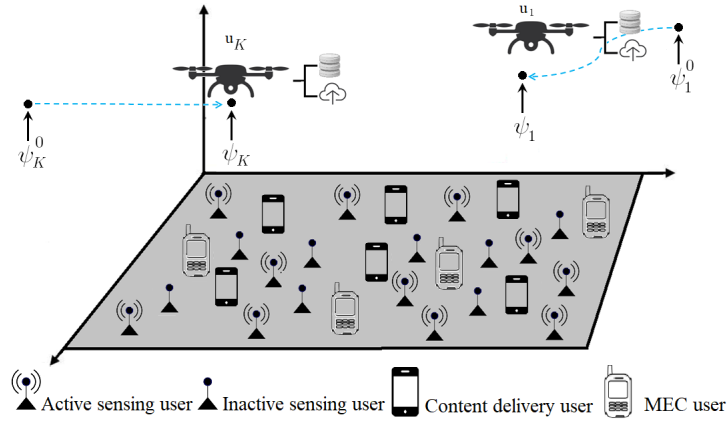 u_K
u_1
ψ_K^0
ψ_K
ψ_1
ψ_1^0
Active sensing user
Inactive sensing user
Content delivery user
MEC user